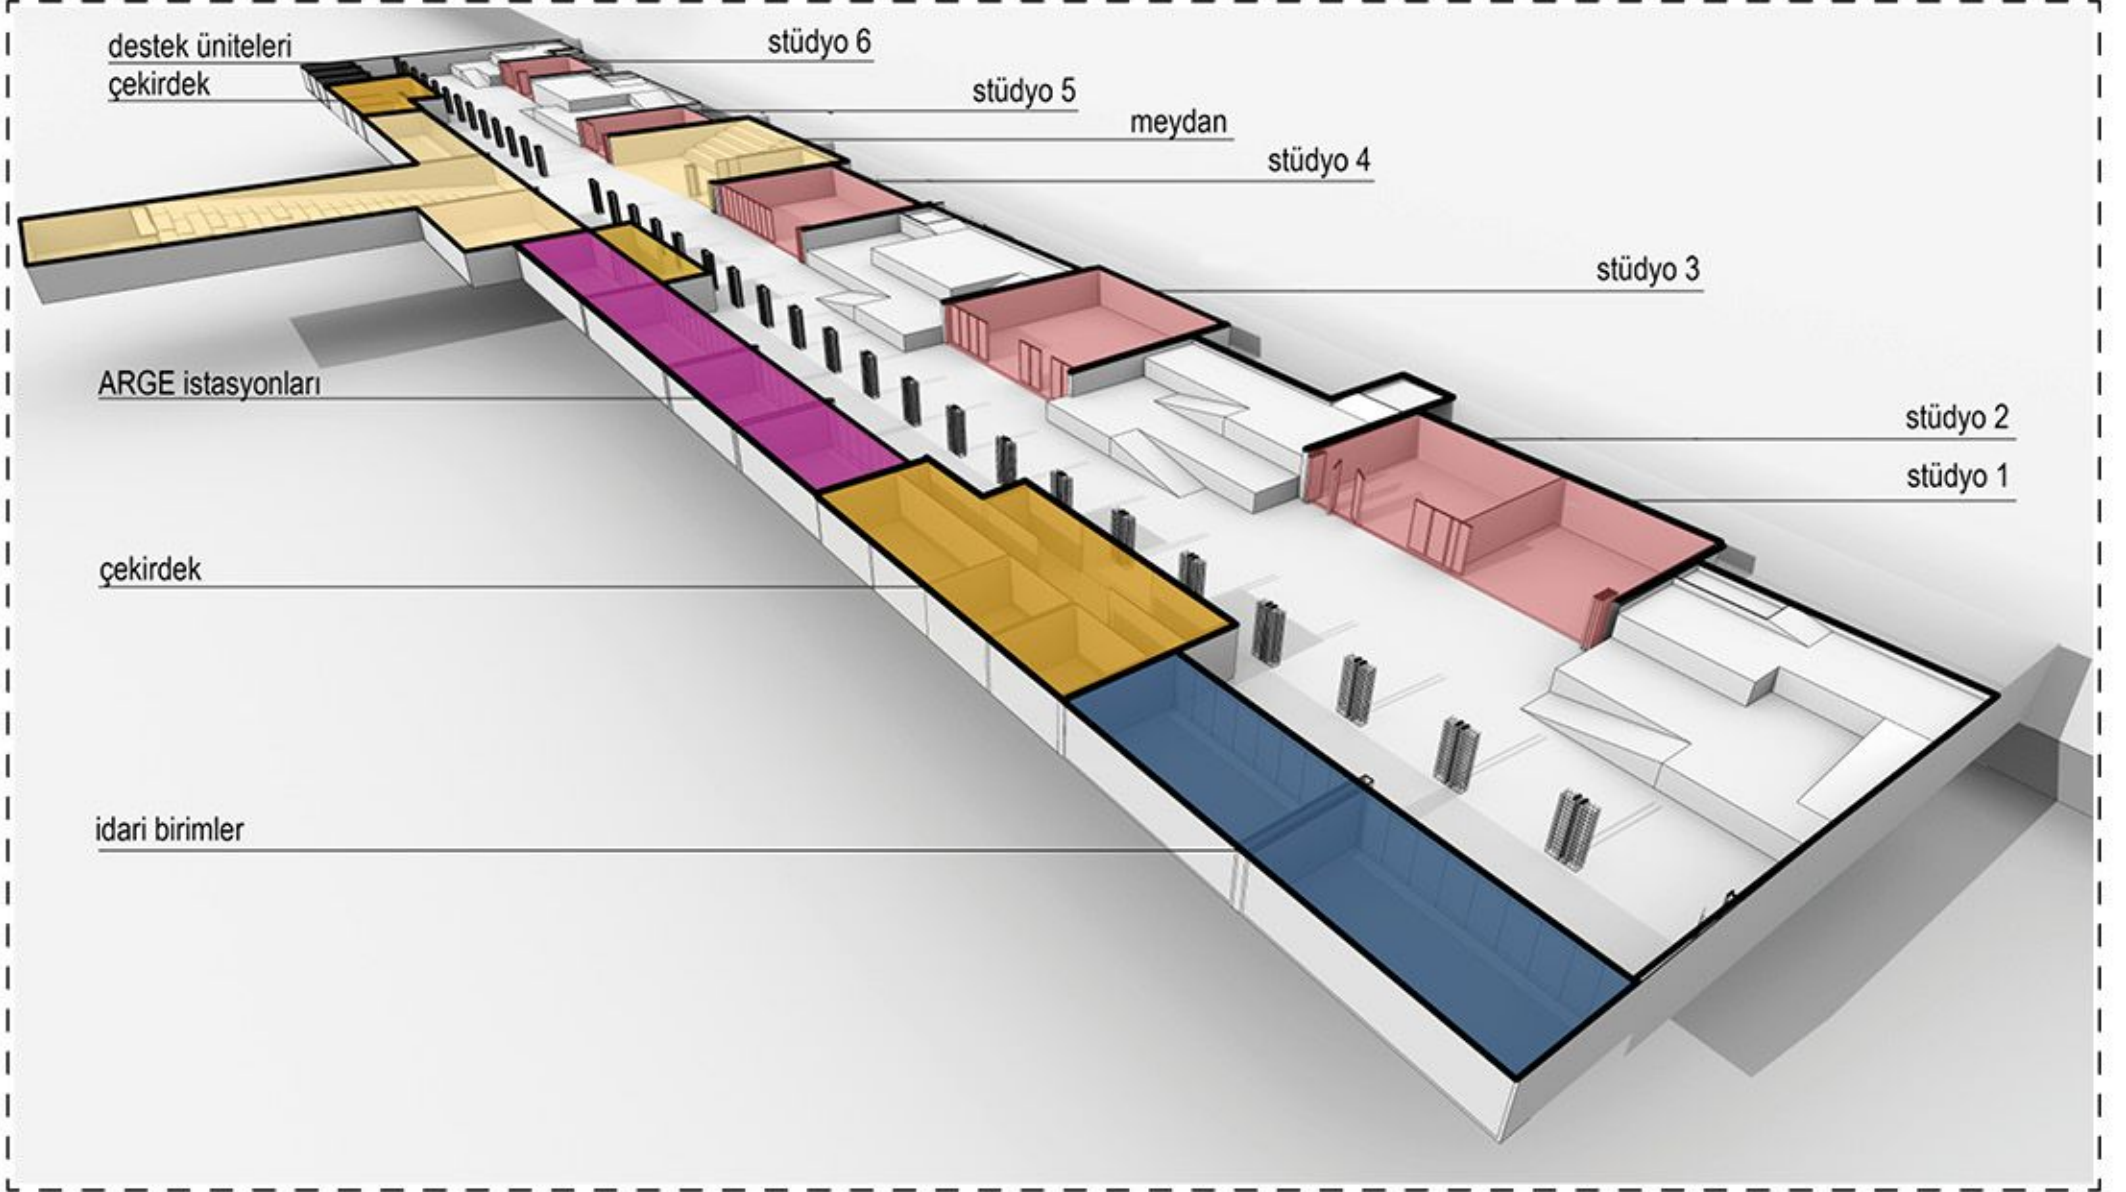 destek üniteleri
çekirdek
stüdyo 6
stüdyo 5
meydan
stüdyo 4
stüdyo 3
ARGE istasyonları
stüdyo 2
stüdyo 1
çekirdek
idari birimler